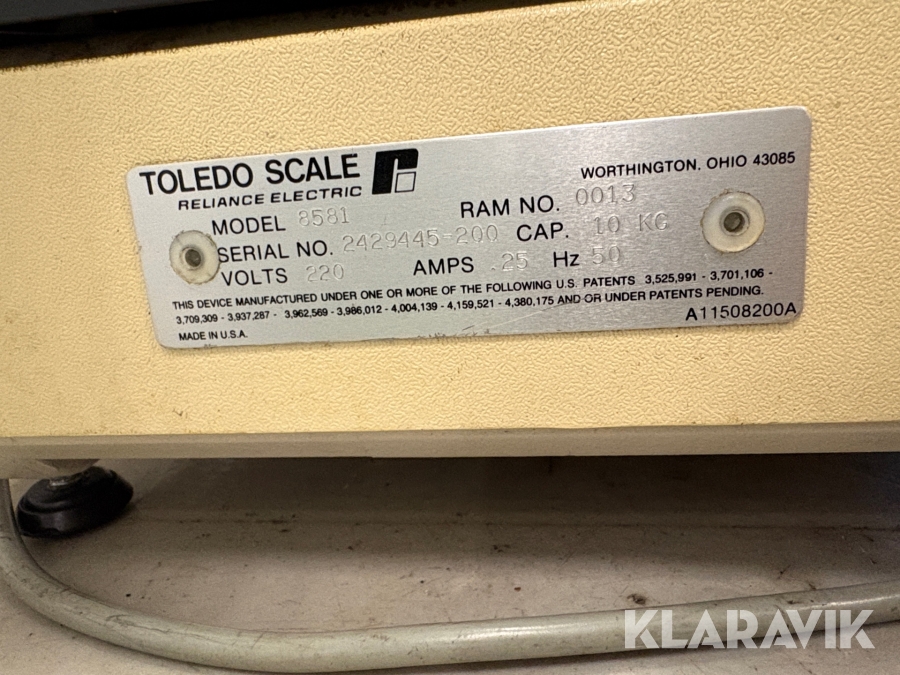 TOLEDO SCALE
RELIANCE ELECTRIC
WORTHINGTON, OHIO 43085
MODEL 8581 RAM NO. 0013
SERIAL NO. 2429445-200 CAP. 10 KG
VOLTS 220 AMPS .25 Hz 50
THIS DEVICE MANUFACTURED UNDER ONE OR MORE OF THE FOLLOWING U.S. PATENTS 3,525,991 - 3,701,106 -
3,709,309 - 3,937,287 - 3,962,569 - 3,986,012 - 4,004,139 - 4,159,521 - 4,380,175 AND OR UNDER PATENTS PENDING.
MADE IN U.S.A.
A11508200A
KLARAVIK